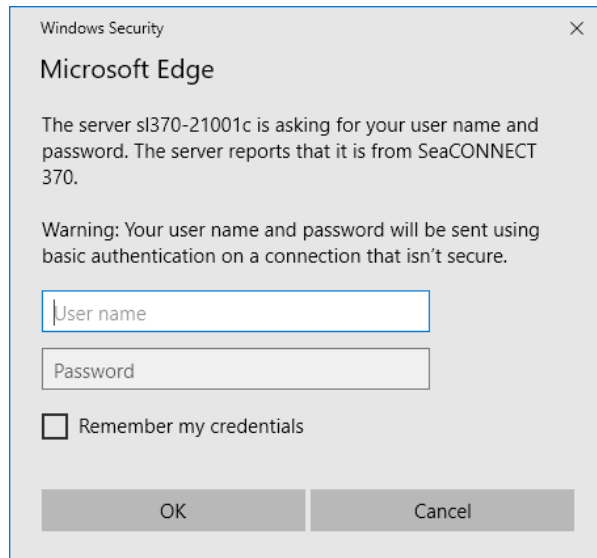 Windows Security
Microsoft Edge
The server sl370-21001c is asking for your user name and
password. The server reports that it is from SeaCONNECT
370.
Warning: Your user name and password will be sent using
basic authentication on a connection that isn’t secure.
User name
Password
Remember my credentials
OK
Cancel